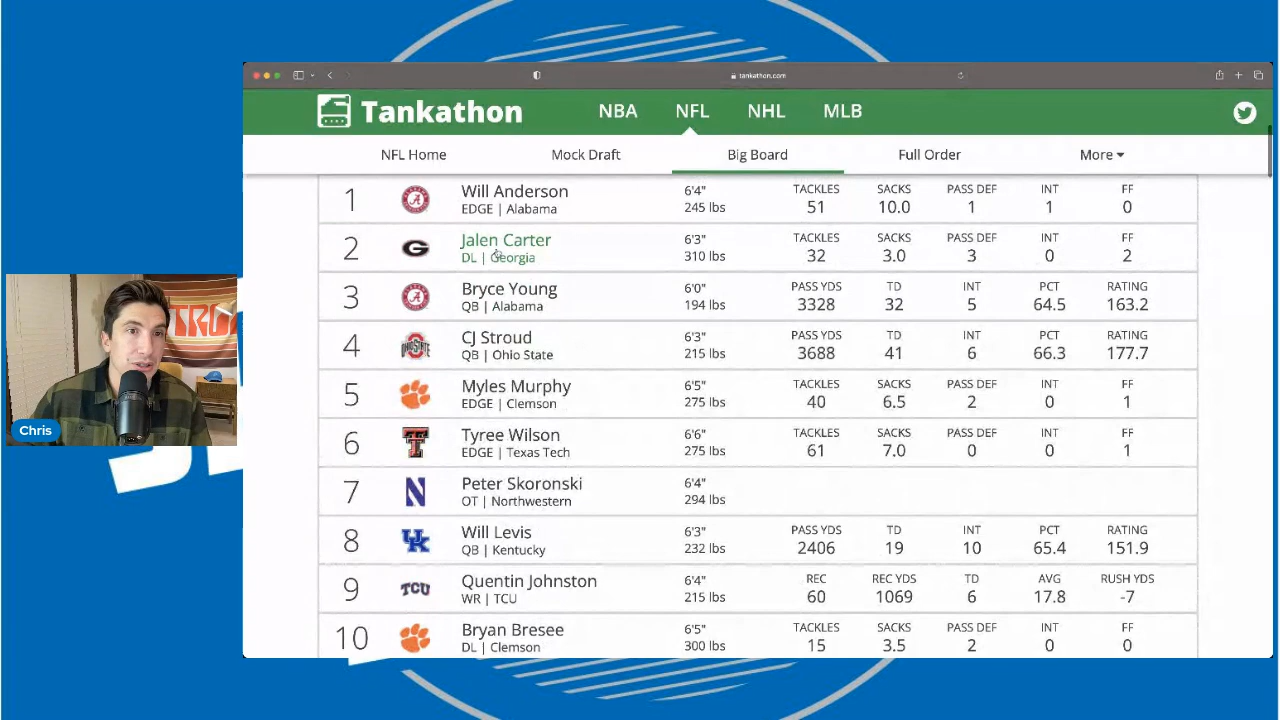 tankathon.com
Tankathon
NBA
NFL
NHL
MLB
NFL Home
Mock Draft
Big Board
Full Order
More
1
Will Anderson
EDGE | Alabama
6'4"
245 lbs
TACKLES SACKS PASS DEF INT FF
51 10.0 1 1 0
2
Jalen Carter
DL | Georgia
6'3"
310 lbs
TACKLES SACKS PASS DEF INT FF
32 3.0 3 0 2
3
Bryce Young
QB | Alabama
6'0"
194 lbs
PASS YDS TD INT PCT RATING
3328 32 5 64.5 163.2
4
CJ Stroud
QB | Ohio State
6'3"
215 lbs
PASS YDS TD INT PCT RATING
3688 41 6 66.3 177.7
OHIO STATE
5
Myles Murphy
EDGE | Clemson
6'5"
275 lbs
TACKLES SACKS PASS DEF INT FF
40 6.5 2 0 1
6
Tyree Wilson
EDGE | Texas Tech
6'6"
275 lbs
TACKLES SACKS PASS DEF INT FF
61 7.0 0 0 1
7
N
Peter Skoronski
OT | Northwestern
6'4"
294 lbs
8
UK
Will Levis
QB | Kentucky
6'3"
232 lbs
PASS YDS TD INT PCT RATING
2406 19 10 65.4 151.9
9
TCU
Quentin Johnston
WR | TCU
6'4"
215 lbs
REC REC YDS TD AVG RUSH YDS
60 1069 6 17.8 -7
10
Bryan Bresee
DL | Clemson
6'5"
300 lbs
TACKLES SACKS PASS DEF INT FF
15 3.5 2 0 0
Chris